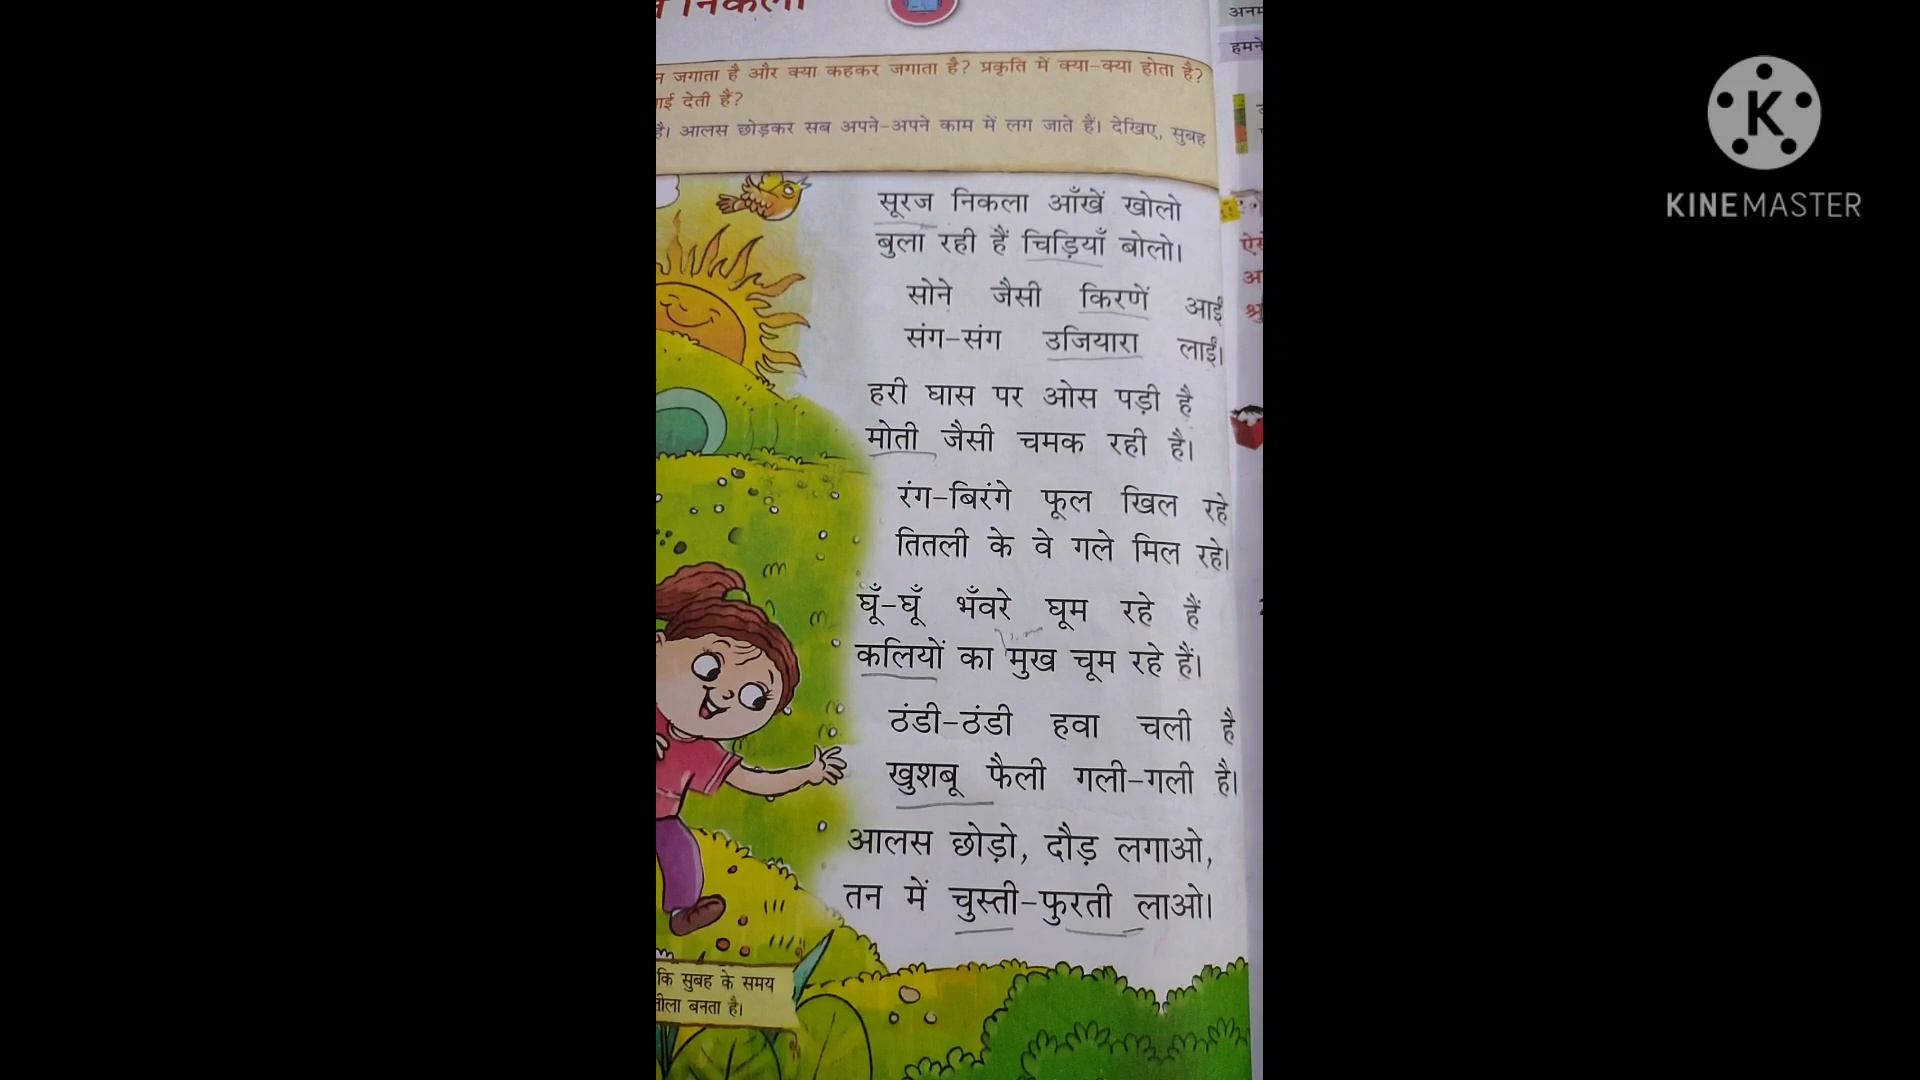 निकला
जगाता है और क्या कहकर जगाता है? प्रकृति में क्या-क्या होता है?
देती हैं?
है। आलस छोड़कर सब अपने-अपने काम में लग जाते हैं। देखिए, सुबह
सूरज निकला आँखें खोलो
बुला रही हैं चिड़ियाँ बोलो।
सोने जैसी किरणें आईं
संग-संग उजियारा लाईं।
हरी घास पर ओस पड़ी है
मोती जैसी चमक रही है।
रंग-बिरंगे फूल खिल रहे
तितली के वे गले मिल रहे।
घूँ-घूँ भँवरे घूम रहे हैं
कलियों का मुख चूम रहे हैं।
ठंडी-ठंडी हवा चली है
खुशबू फैली गली-गली है।
आलस छोड़ो, दौड़ लगाओ,
तन में चुस्ती-फुरती लाओ।
कि सुबह के समय
बनता है।
हमने
KINEMASTER